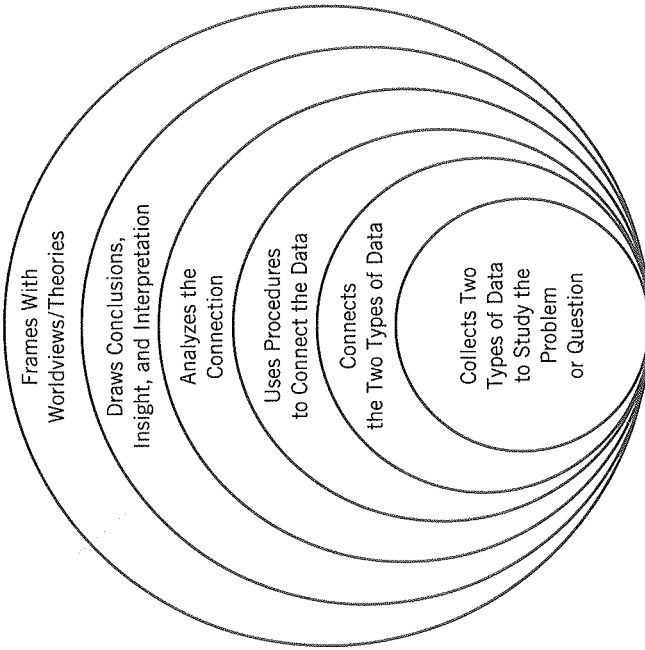 Frames With
Worldviews/Theories
Draws Conclusions,
Insight, and Interpretation
Analyzes the
Connection
Uses Procedures
to Connect the Data
Connects
the Two Types of Data
Collects Two
Types of Data
to Study the
Problem
or Question